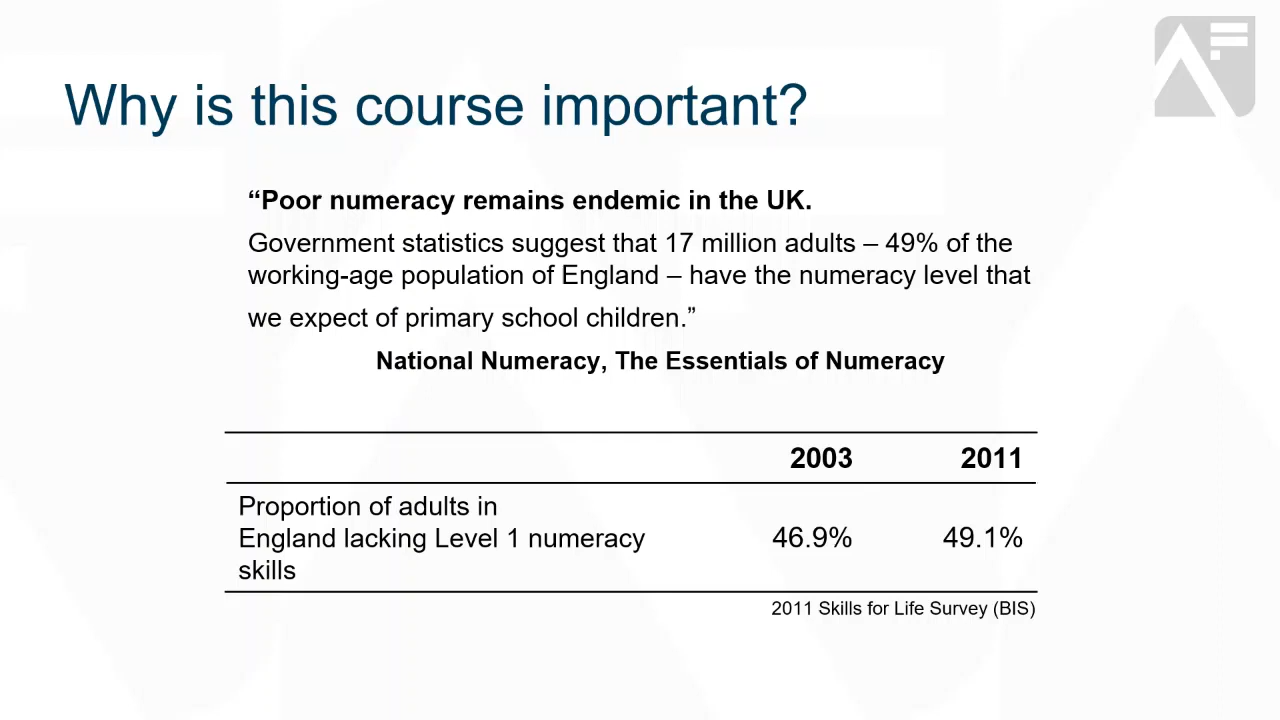 Why is this course important?
“Poor numeracy remains endemic in the UK.
Government statistics suggest that 17 million adults – 49% of the
working-age population of England – have the numeracy level that
we expect of primary school children.”
National Numeracy, The Essentials of Numeracy
2003 2011
Proportion of adults in
England lacking Level 1 numeracy 46.9% 49.1%
skills
2011 Skills for Life Survey (BIS)